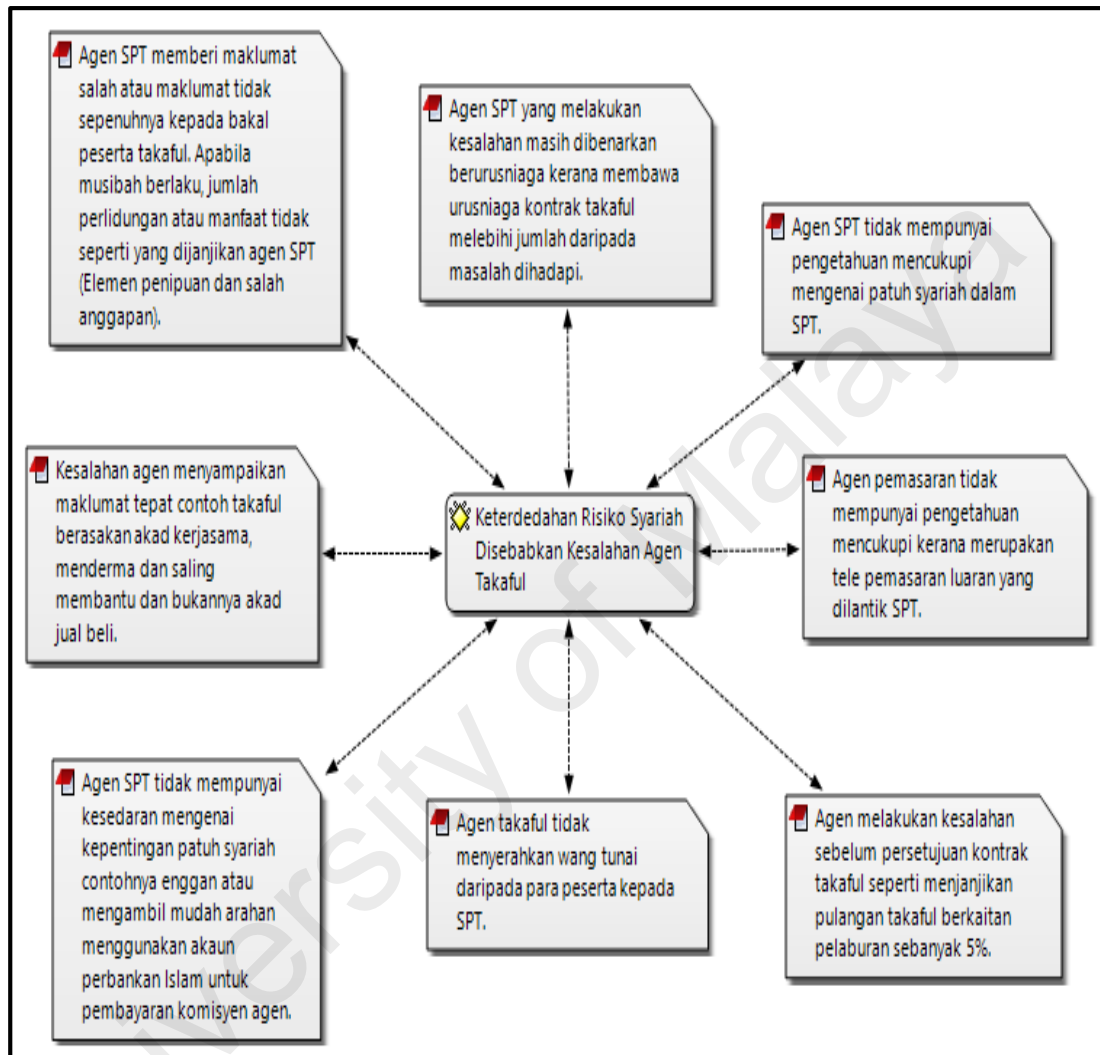 Agen SPT memberi maklumat
salah atau maklumat tidak
sepenuhnya kepada bakal
peserta takaful. Apabila
musibah berlaku, jumlah
perlidungan atau manfaat tidak
seperti yang dijanjikan agen SPT
(Elemen penipuan dan salah
anggapan).
Agen SPT yang melakukan
kesalahan masih dibenarkan
berurusniaga kerana membawa
urusniaga kontrak takaful
melebihi jumlah daripada
masalah dihadapi.
Agen SPT tidak mempunyai
pengetahuan mencukupi
mengenai patuh syariah dalam
SPT.
Kesalahan agen menyampaikan
maklumat tepat contoh takaful
berasakan akad kerjasama,
menderma dan saling
membantu dan bukannya akad
jual beli.
Keterdedahan Risiko Syariah
Disebabkan Kesalahan Agen
Takaful
Agen pemasaran tidak
mempunyai pengetahuan
mencukupi kerana merupakan
tele pemasaran luaran yang
dilantik SPT.
Agen SPT tidak mempunyai
kesedaran mengenai
kepentingan patuh syariah
contohnya enggan atau
mengambil mudah arahan
menggunakan akaun
perbankan Islam untuk
pembayaran komisyen agen.
Agen takaful tidak
menyerahkan wang tunai
daripada para peserta kepada
SPT.
Agen melakukan kesalahan
sebelum persetujuan kontrak
takaful seperti menjanjikan
pulangan takaful berkaitan
pelaburan sebanyak 5%.
University of Malaya